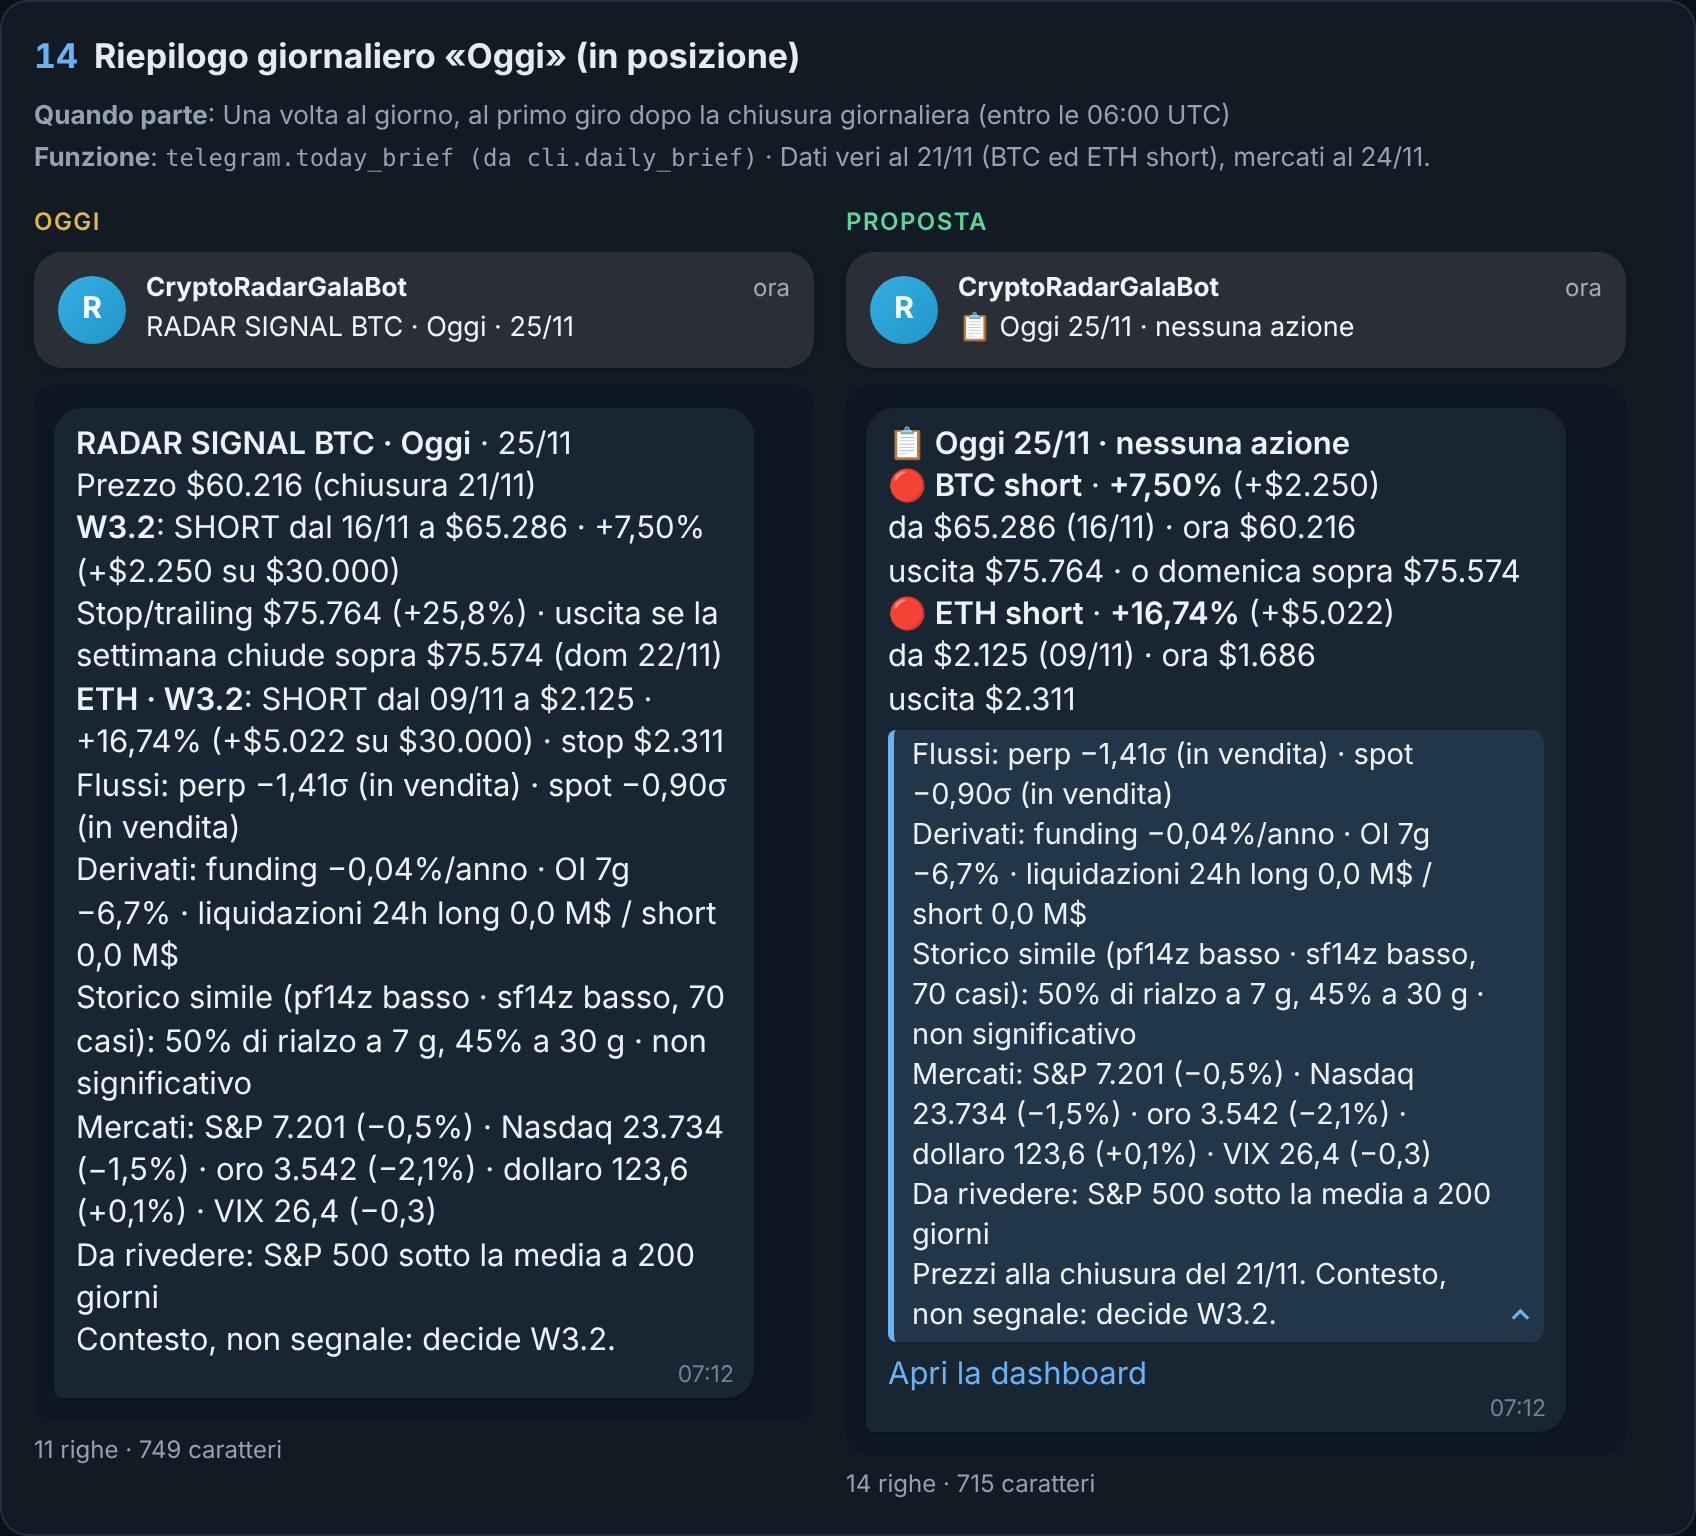 14 Riepilogo giornaliero «Oggi» (in posizione)
Quando parte: Una volta al giorno, al primo giro dopo la chiusura giornaliera (entro le 06:00 UTC)
Funzione: telegram.today_brief (da cli.daily_brief) · Dati veri al 21/11 (BTC ed ETH short), mercati al 24/11.
OGGI
R
CryptoRadarGalaBot
ora
RADAR SIGNAL BTC · Oggi · 25/11
RADAR SIGNAL BTC · Oggi · 25/11
Prezzo $60.216 (chiusura 21/11)
W3.2: SHORT dal 16/11 a $65.286 · +7,50%
(+$2.250 su $30.000)
Stop/trailing $75.764 (+25,8%) · uscita se la
settimana chiude sopra $75.574 (dom 22/11)
ETH · W3.2: SHORT dal 09/11 a $2.125 ·
+16,74% (+$5.022 su $30.000) · stop $2.311
Flussi: perp −1,41σ (in vendita) · spot −0,90σ
(in vendita)
Derivati: funding −0,04%/anno · OI 7g
−6,7% · liquidazioni 24h long 0,0 M$ / short
0,0 M$
Storico simile (pf14z basso · sf14z basso, 70
casi): 50% di rialzo a 7 g, 45% a 30 g · non
significativo
Mercati: S&P 7.201 (−0,5%) · Nasdaq 23.734
(−1,5%) · oro 3.542 (−2,1%) · dollaro 123,6
(+0,1%) · VIX 26,4 (−0,3)
Da rivedere: S&P 500 sotto la media a 200
giorni
Contesto, non segnale: decide W3.2.
07:12
11 righe · 749 caratteri
PROPOSTA
R
CryptoRadarGalaBot
ora
📋 Oggi 25/11 · nessuna azione
📋 Oggi 25/11 · nessuna azione
🔴 BTC short · +7,50% (+$2.250)
da $65.286 (16/11) · ora $60.216
uscita $75.764 · o domenica sopra $75.574
🔴 ETH short · +16,74% (+$5.022)
da $2.125 (09/11) · ora $1.686
uscita $2.311
Flussi: perp −1,41σ (in vendita) · spot
−0,90σ (in vendita)
Derivati: funding −0,04%/anno · OI 7g
−6,7% · liquidazioni 24h long 0,0 M$ /
short 0,0 M$
Storico simile (pf14z basso · sf14z basso,
70 casi): 50% di rialzo a 7 g, 45% a 30 g ·
non significativo
Mercati: S&P 7.201 (−0,5%) · Nasdaq
23.734 (−1,5%) · oro 3.542 (−2,1%) ·
dollaro 123,6 (+0,1%) · VIX 26,4 (−0,3)
Da rivedere: S&P 500 sotto la media a 200
giorni
Prezzi alla chiusura del 21/11. Contesto,
non segnale: decide W3.2.
Apri la dashboard
07:12
14 righe · 715 caratteri